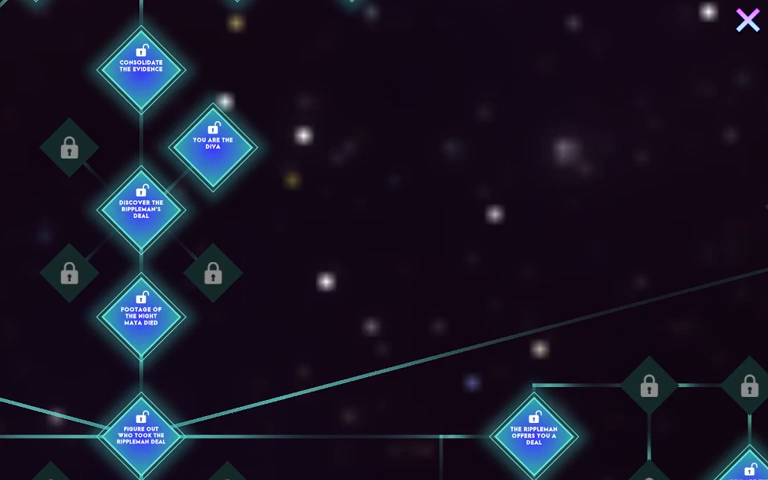 CONSOLIDATE
THE EVIDENCE
YOU ARE THE
DIVA
DISCOVER THE
RIPPLEMAN'S
DEAL
FOOTAGE OF
THE NIGHT
MAYA DIED
FIGURE OUT
WHO TOOK THE
RIPPLEMAN DEAL
THE RIPPLEMAN
OFFERS YOU A
DEAL